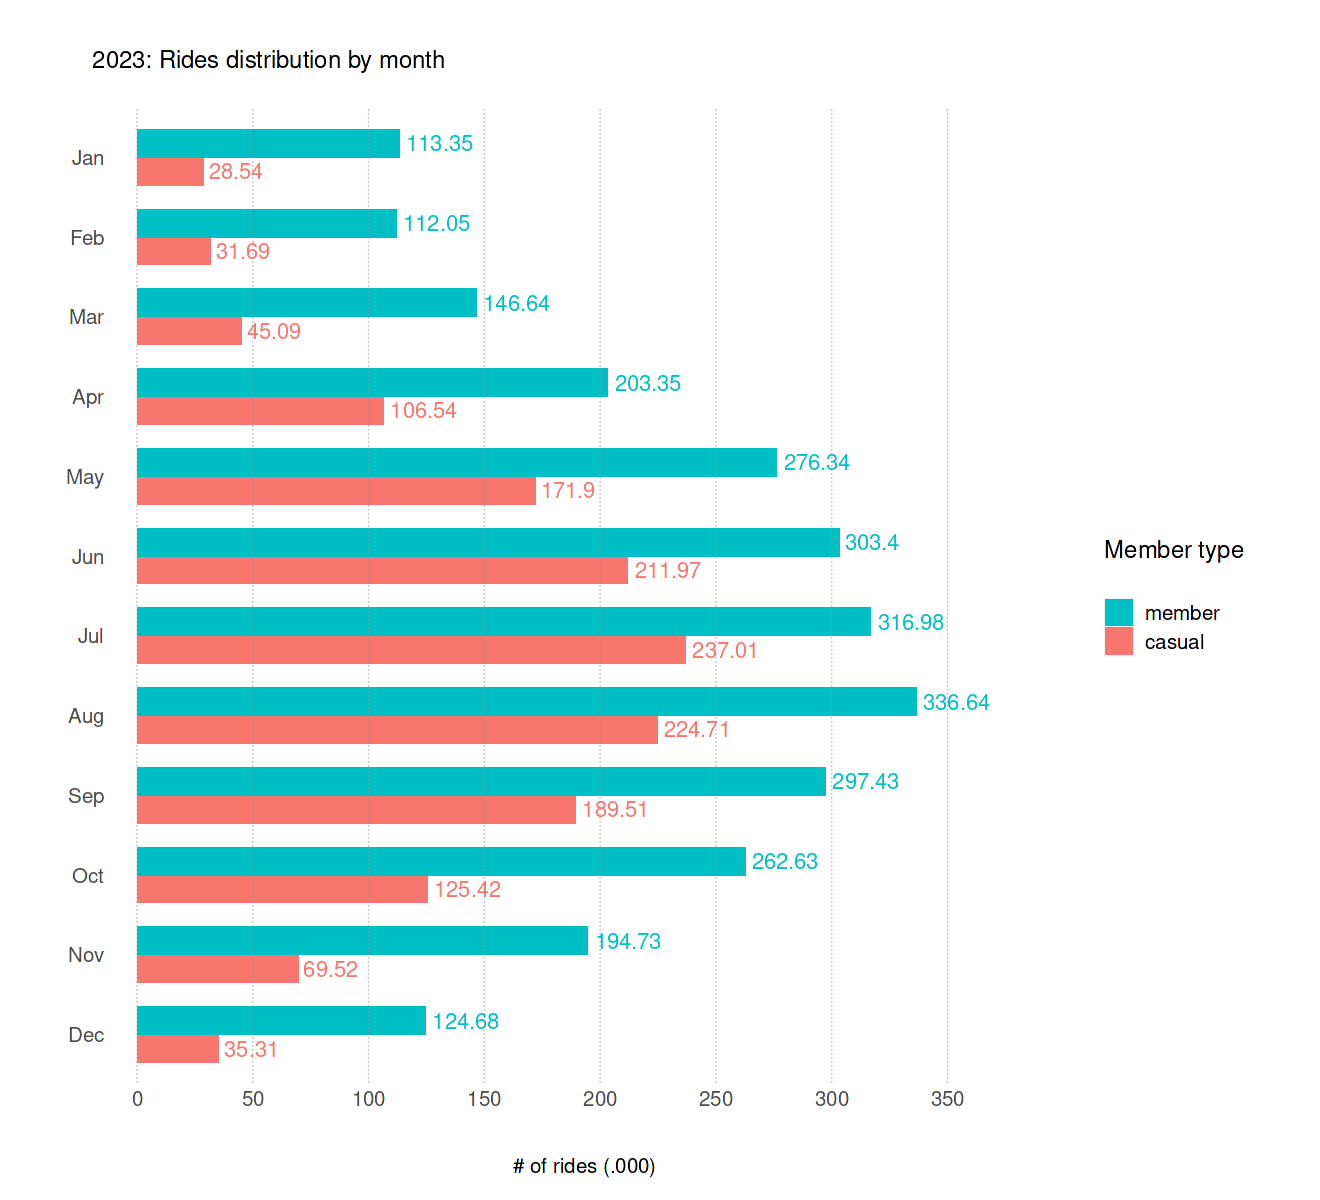 2023: Rides distribution by month
Jan
113.35
28.54
Feb
112.05
31.69
Mar
146.64
45.09
Apr
203.35
106.54
May
276.34
171.9
Jun
303.4
211.97
Jul
316.98
237.01
Aug
336.64
224.71
Sep
297.43
189.51
Oct
262.63
125.42
Nov
194.73
69.52
Dec
124.68
35.31
0 50 100 150 200 250 300 350
# of rides (.000)
Member type
member
casual